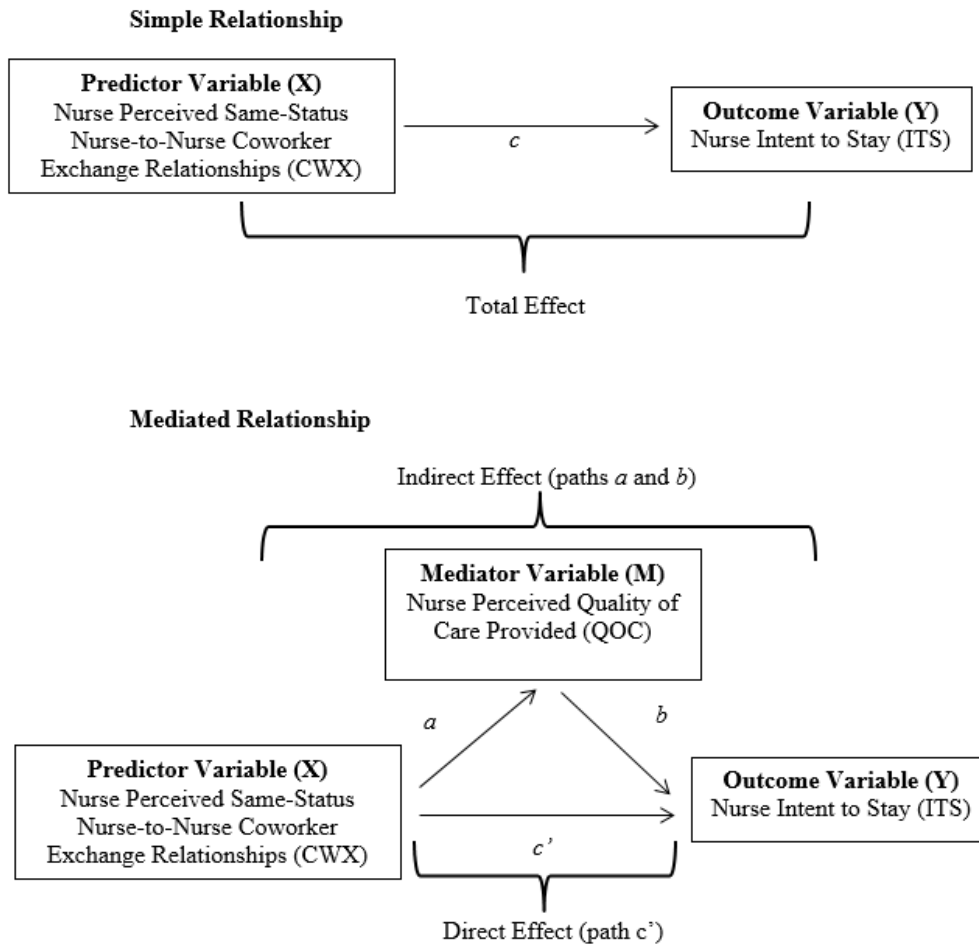 Simple Relationship
Predictor Variable (X)
Nurse Perceived Same-Status
Nurse-to-Nurse Coworker
Exchange Relationships (CWX)
c
Outcome Variable (Y)
Nurse Intent to Stay (ITS)
Total Effect
Mediated Relationship
Indirect Effect (paths a and b)
Mediator Variable (M)
Nurse Perceived Quality of
Care Provided (QOC)
a
b
Predictor Variable (X)
Nurse Perceived Same-Status
Nurse-to-Nurse Coworker
Exchange Relationships (CWX)
c’
Outcome Variable (Y)
Nurse Intent to Stay (ITS)
Direct Effect (path c’)